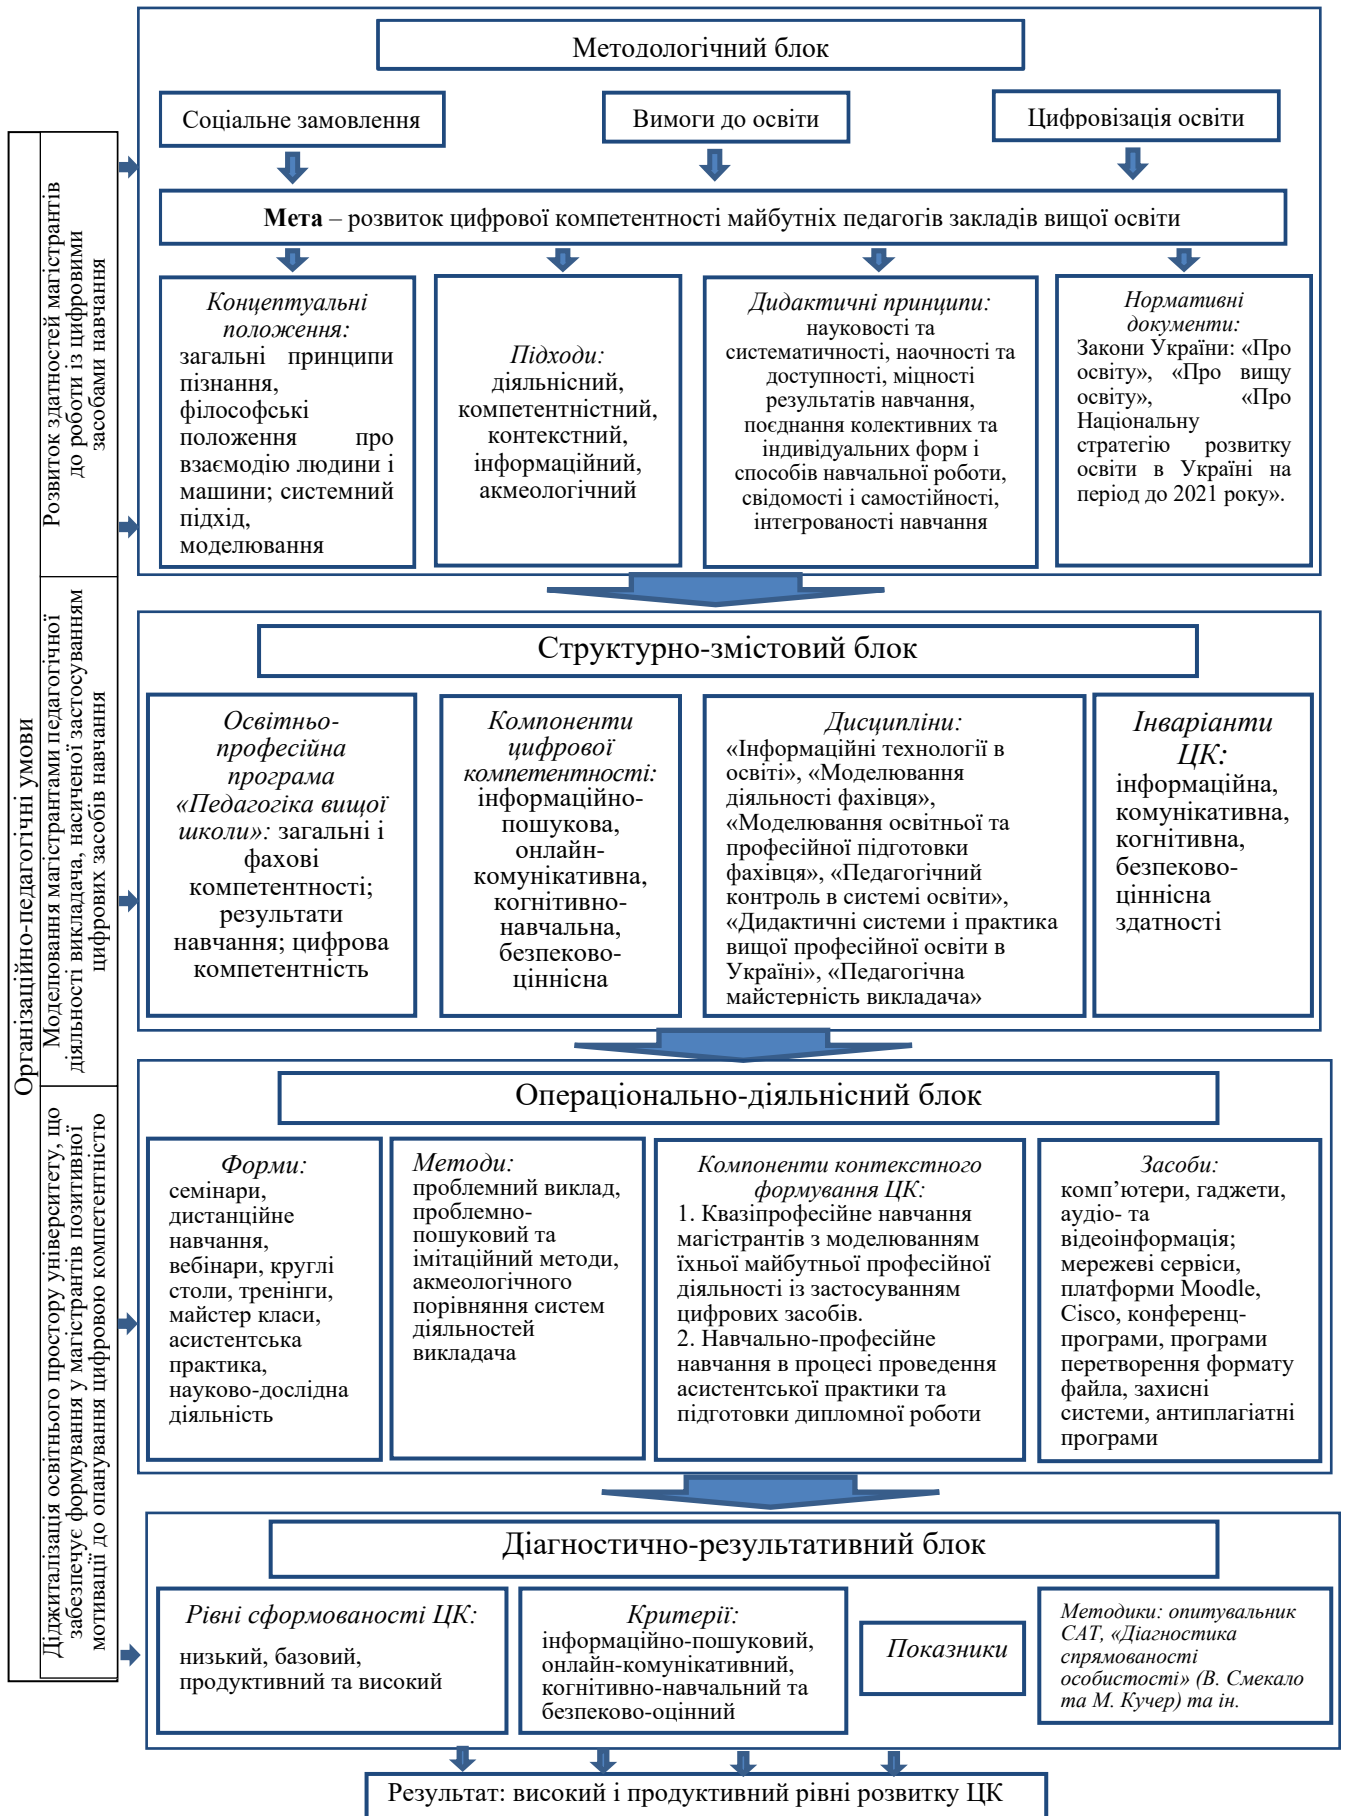 Методологічний блок
Соціальне замовлення
Вимоги до освіти
Цифровізація освіти
Мета – розвиток цифрової компетентності майбутніх педагогів закладів вищої освіти
Концептуальні
положення:
загальні принципи
пізнання,
філософські
положення про
взаємодію людини і
машини; системний
підхід,
моделювання
Підходи:
діяльнісний,
компетентністний,
контекстний,
інформаційний,
акмеологічний
Дидактичні принципи:
науковості та
систематичності, наочності та
доступності, міцності
результатів навчання,
поєднання колективних та
індивідуальних форм і
способів навчальної роботи,
свідомості і самостійності,
інтегрованості навчання
Нормативні
документи:
Закони України: «Про
освіту», «Про вищу
освіту», «Про
Національну
стратегію розвитку
освіти в Україні на
період до 2021 року».
Організаційно-педагогічні умови
Розвиток здатностей магістрантів
до роботи із цифровими
засобами навчання
Моделювання магістрантами педагогічної
діяльності викладача, насиченої застосуванням
цифрових засобів навчання
Діджиталізація освітнього простору університету, що
забезпечує формування у магістрантів позитивної
мотивації до опанування цифровою компетентністю
Структурно-змістовий блок
Освітньо-
професійна
програма
«Педагогіка вищої
школи»: загальні і
фахові
компетентності;
результати
навчання; цифрова
компетентність
Компоненти
цифрової
компетентності:
інформаційно-
пошукова,
онлайн-
комунікативна,
когнітивно-
навчальна,
безпеково-
ціннісна
Дисципліни:
«Інформаційні технології в
освіті», «Моделювання
діяльності фахівця»,
«Моделювання освітньої та
професійної підготовки
фахівця», «Педагогічний
контроль в системі освіти»,
«Дидактичні системи і практика
вищої професійної освіти в
Україні», «Педагогічна
майстерність викладача»
Інваріанти
ЦК:
інформаційна,
комунікативна,
когнітивна,
безпеково-
ціннісна
здатності
Операціонально-діяльнісний блок
Форми:
семінари,
дистанційне
навчання,
вебінари, круглі
столи, тренінги,
майстер класи,
асистентська
практика,
науково-дослідна
діяльність
Методи:
проблемний виклад,
проблемно-
пошуковий та
імітаційний методи,
акмеологічного
порівняння систем
діяльностей
викладача
Компоненти контекстного
формування ЦК:
1. Квазіпрофесійне навчання
магістрантів з моделюванням
їхньої майбутньої професійної
діяльності із застосуванням
цифрових засобів.
2. Навчально-професійне
навчання в процесі проведення
асистентської практики та
підготовки дипломної роботи
Засоби:
комп’ютери, гаджети,
аудіо- та
відеоінформація;
мережеві сервіси,
платформи Moodle,
Cisco, конференц-
програми, програми
перетворення формату
файла, захисні
системи, антиплагіатні
програми
Діагностично-результативний блок
Рівні сформованості ЦК:
низький, базовий,
продуктивний та високий
Критерії:
інформаційно-пошуковий,
онлайн-комунікативний,
когнітивно-навчальний та
безпеково-оцінний
Показники
Методики: опитувальник
САТ, «Діагностика
спрямованості
особистості» (В. Смекало
та М. Кучер) та ін.
Результат: високий і продуктивний рівні розвитку ЦК